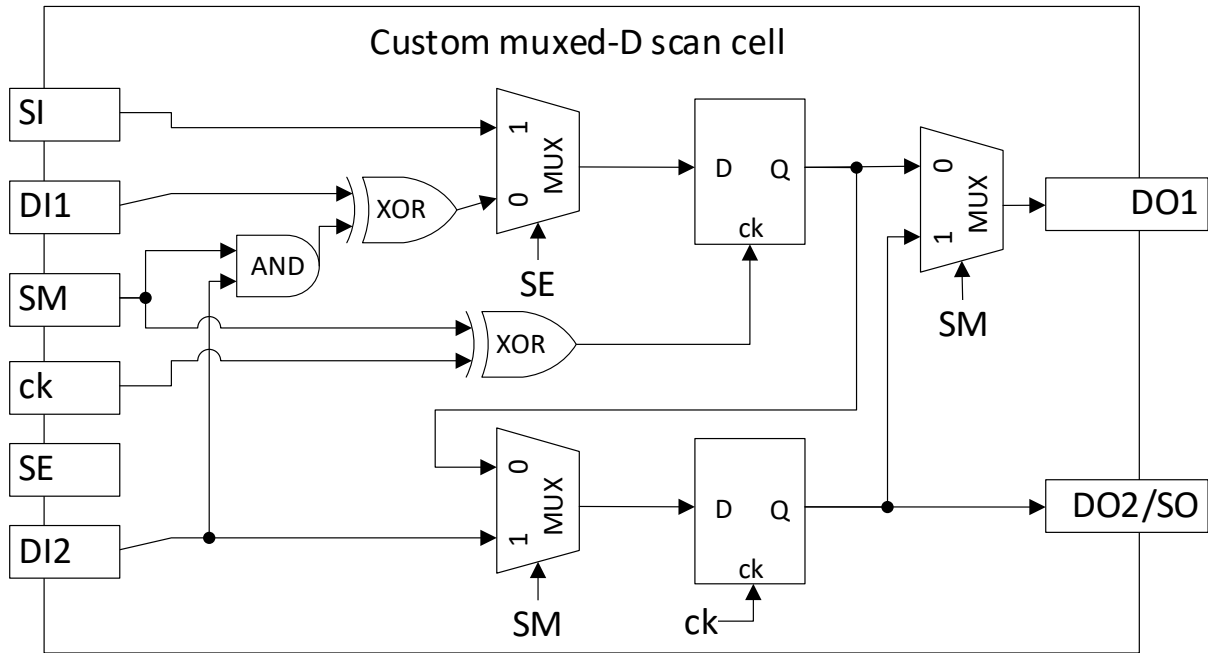 Custom muxed-D scan cell
SI
1
MUX
0
SE
DI1
XOR
AND
SM
D Q
ck
0
MUX
1
SM
DO1
XOR
ck
SE
DI2
0
MUX
1
SM
D Q
ck
ck
DO2/SO